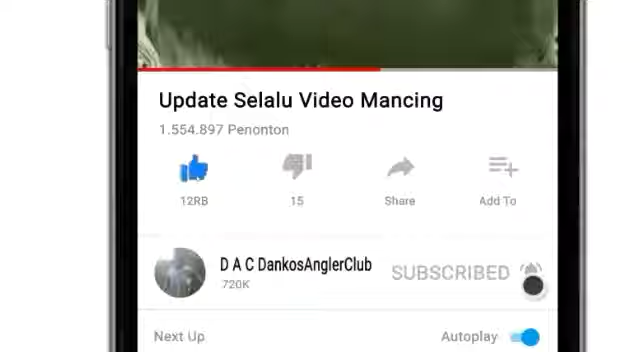 Update Selalu Video Mancing
1.554.897 Penonton
12RB 15 Share Add To
D A C DankosAnglerClub
SUBSCRIBED
720K
Next Up Autoplay